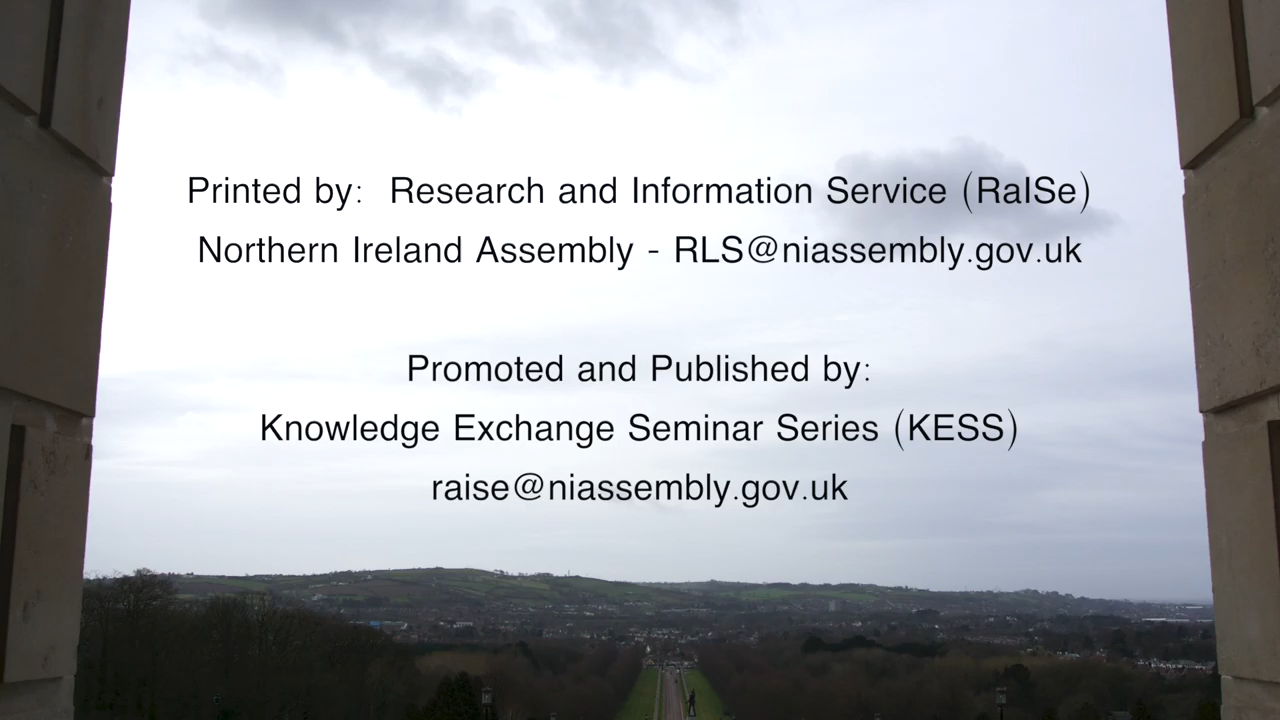 Printed by:  Research and Information Service (RaISe)
Northern Ireland Assembly - RLS@niassembly.gov.uk
Promoted and Published by:
Knowledge Exchange Seminar Series (KESS)
raise@niassembly.gov.uk